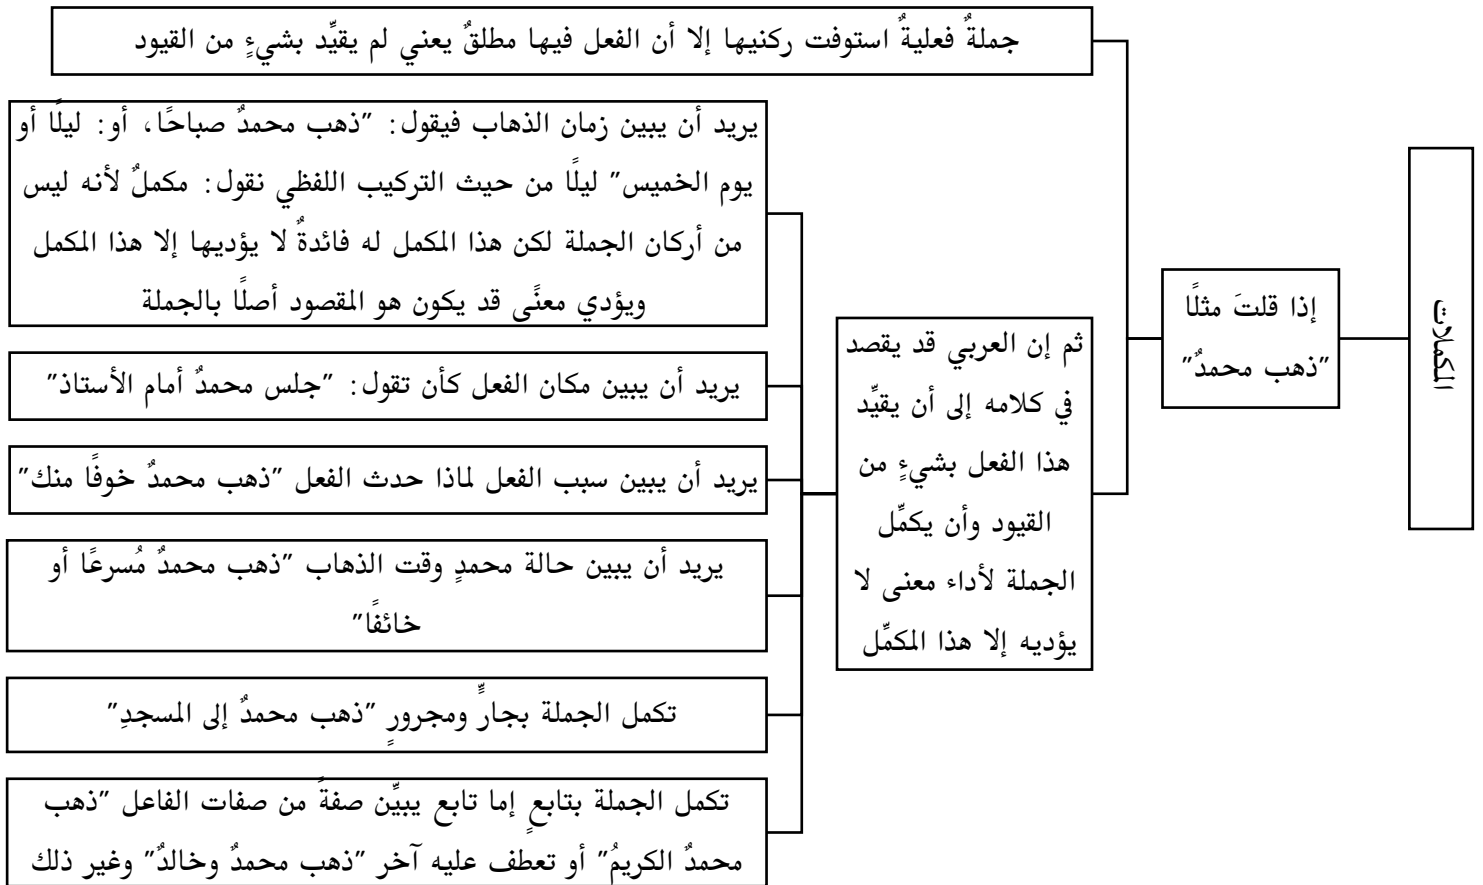 المكملات
إذا قلتَ مثلًا
"ذهب محمدٌ"
جملةٌ فعليةٌ استوفت ركنيها إلا أن الفعل فيها مطلقٌ يعني لم يقيَّد بشيءٍ من القيود
ثم إن العربي قد يقصد
في كلامه إلى أن يقيِّد
هذا الفعل بشيءٍ من
القيود وأن يكمِّل
الجملة لأداء معنى لا
يؤديه إلا هذا المكمِّل
يريد أن يبين زمان الذهاب فيقول: "ذهب محمدٌ صباحًا، أو: ليلًا أو
يوم الخميس" ليلًا من حيث التركيب اللفظي نقول: مكملٌ لأنه ليس
من أركان الجملة لكن هذا المكمل له فائدةٌ لا يؤديها إلا هذا المكمل
ويؤدي معنًى قد يكون هو المقصود أصلًا بالجملة
يريد أن يبين مكان الفعل كأن تقول: "جلس محمدٌ أمام الأستاذ"
يريد أن يبين سبب الفعل لماذا حدث الفعل "ذهب محمدٌ خوفًا منك"
يريد أن يبين حالة محمدٍ وقت الذهاب "ذهب محمدٌ مُسرعًا أو
خائفًا"
تكمل الجملة بجارٍّ ومجرورٍ "ذهب محمدٌ إلى المسجدِ"
تكمل الجملة بتابعٍ إما تابع يبيِّن صفةً من صفات الفاعل "ذهب
محمدٌ الكريمُ" أو تعطف عليه آخر "ذهب محمدٌ وخالدٌ" وغير ذلك